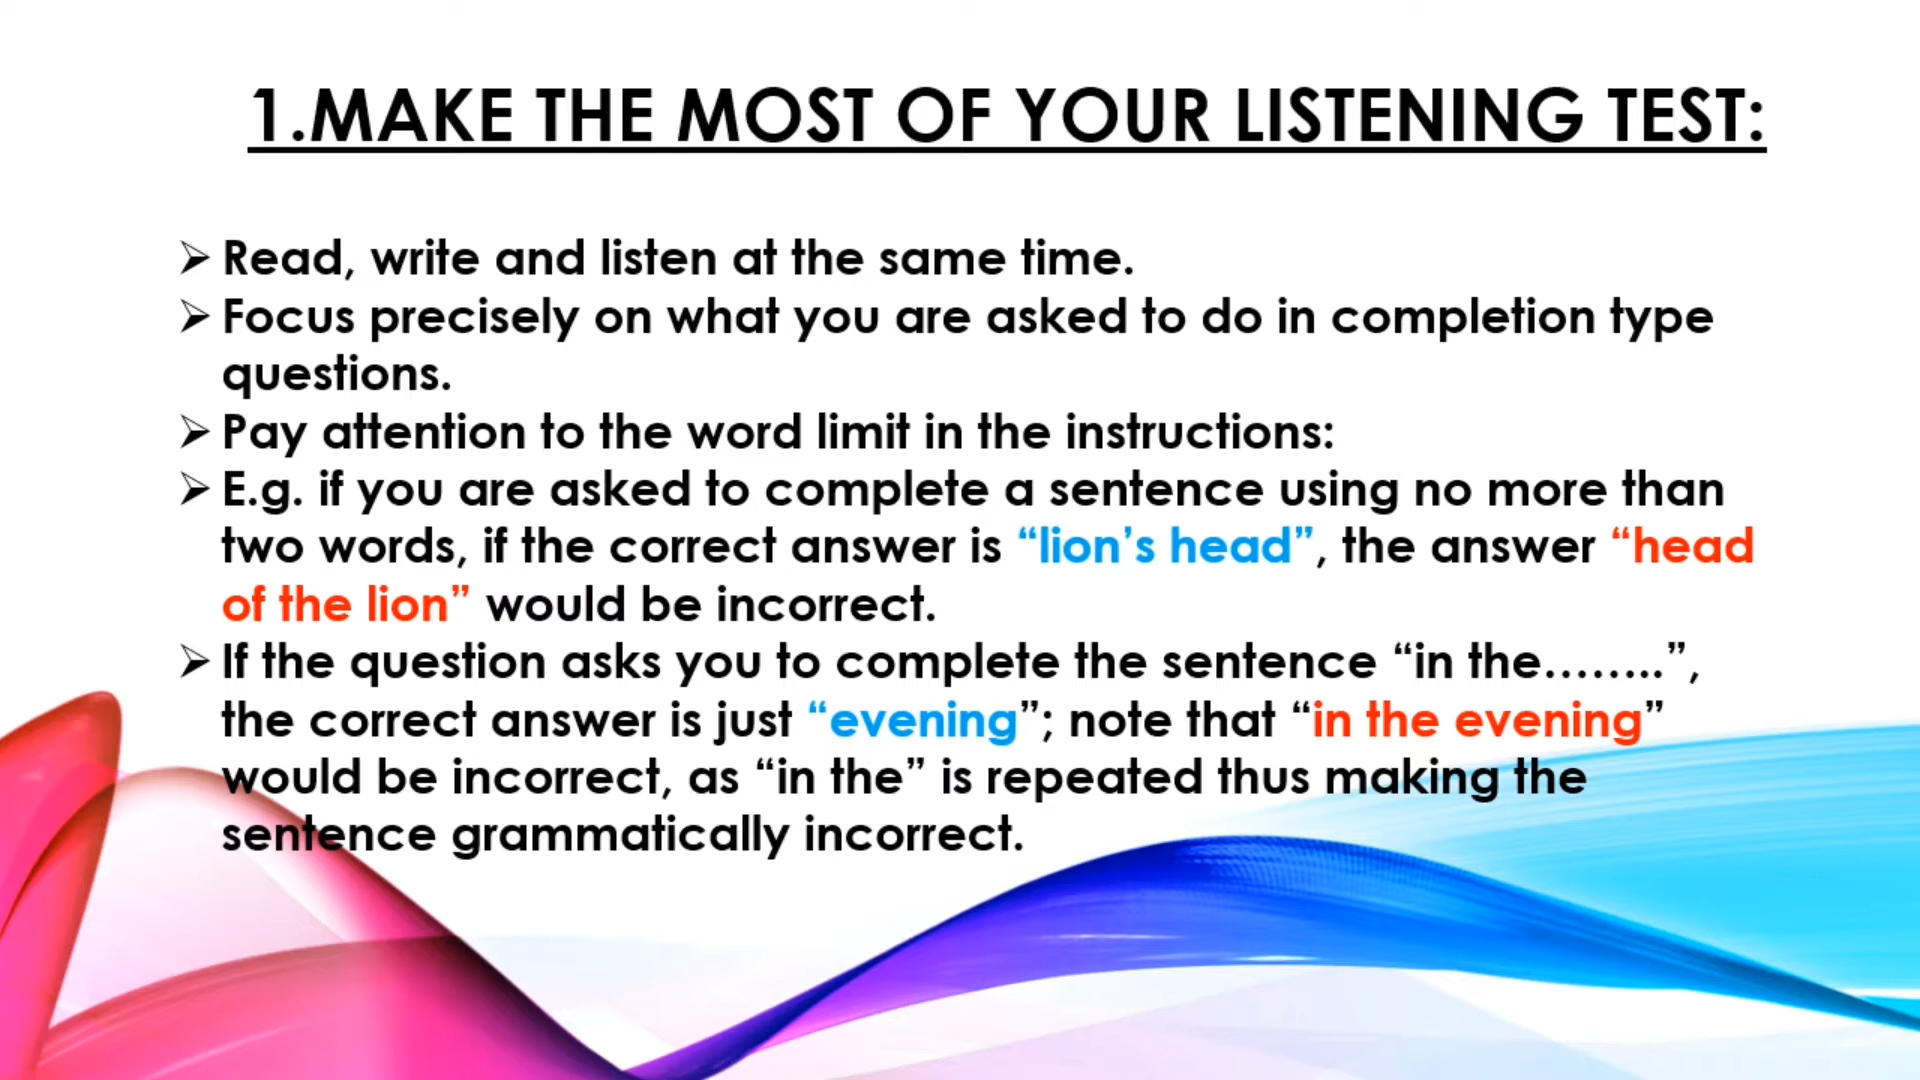 1.MAKE THE MOST OF YOUR LISTENING TEST:
➢ Read, write and listen at the same time.
➢ Focus precisely on what you are asked to do in completion type
questions.
➢ Pay attention to the word limit in the instructions:
➢ E.g. if you are asked to complete a sentence using no more than
two words, if the correct answer is “lion’s head”, the answer “head
of the lion” would be incorrect.
➢ If the question asks you to complete the sentence “in the……..”,
the correct answer is just “evening”; note that “in the evening”
would be incorrect, as “in the” is repeated thus making the
sentence grammatically incorrect.